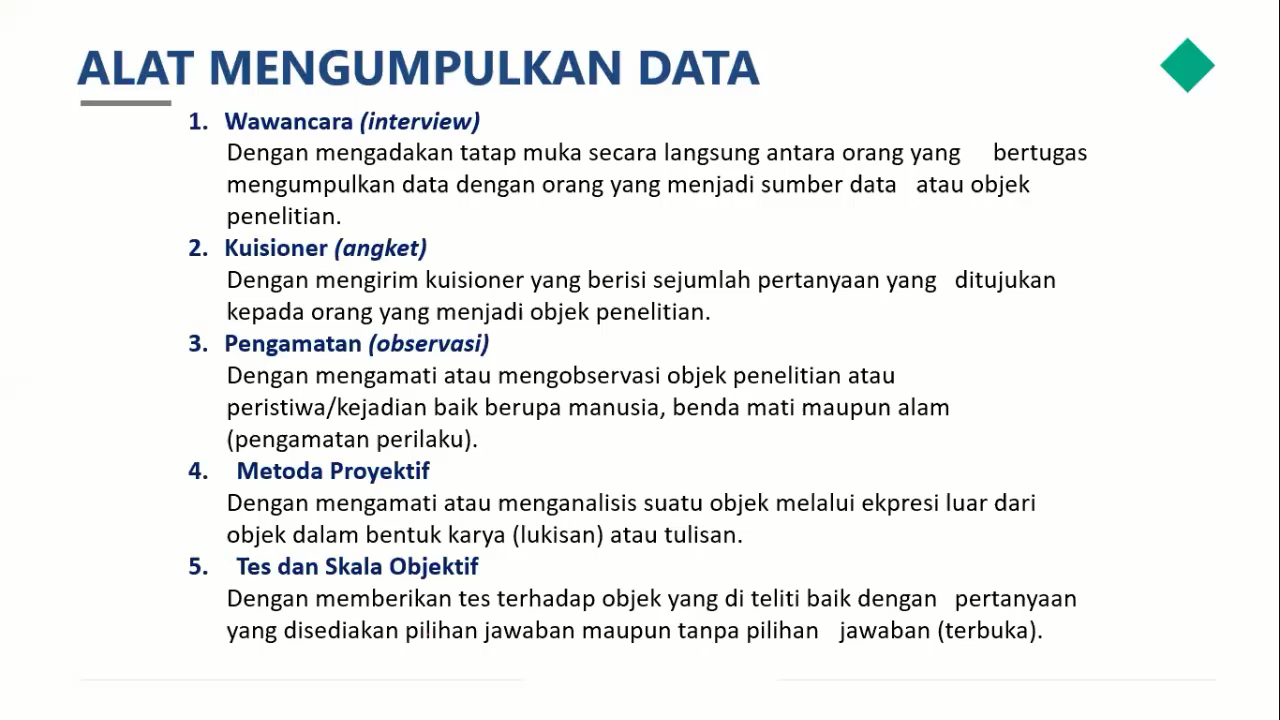 ALAT MENGUMPULKAN DATA
1. Wawancara (interview)
Dengan mengadakan tatap muka secara langsung antara orang yang bertugas
mengumpulkan data dengan orang yang menjadi sumber data atau objek
penelitian.
2. Kuisioner (angket)
Dengan mengirim kuisioner yang berisi sejumlah pertanyaan yang ditujukan
kepada orang yang menjadi objek penelitian.
3. Pengamatan (observasi)
Dengan mengamati atau mengobservasi objek penelitian atau
peristiwa/kejadian baik berupa manusia, benda mati maupun alam
(pengamatan perilaku).
4. Metoda Proyektif
Dengan mengamati atau menganalisis suatu objek melalui ekpresi luar dari
objek dalam bentuk karya (lukisan) atau tulisan.
5. Tes dan Skala Objektif
Dengan memberikan tes terhadap objek yang di teliti baik dengan pertanyaan
yang disediakan pilihan jawaban maupun tanpa pilihan jawaban (terbuka).